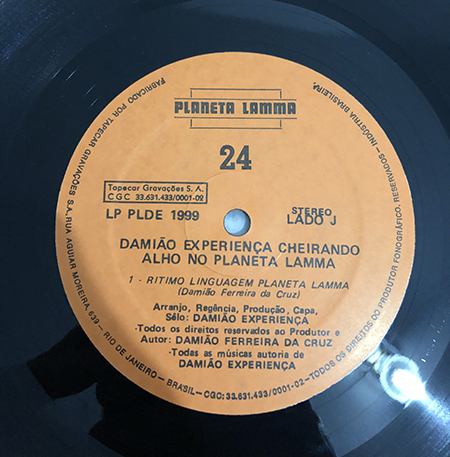 PLANETA LAMMA
24
Tapecar Gravações S. A.
C G C 33.631.433/0001-02
LP PLDE 1999
STEREO
LADO J
DAMIÃO EXPERIENÇA CHEIRANDO
ALHO NO PLANETA LAMMA
1 - RITIMO LINGUAGEM PLANETA LAMMA
(Damião Ferreira da Cruz)
Arranjo, Regência, Produção, Capa,
Sêlo: DAMIÃO EXPERIENÇA
-Todos os direitos reservados ao Produtor e
Autor: DAMIÃO FERREIRA DA CRUZ
-Todas as músicas autoria de
DAMIÃO EXPERIENÇA
FABRICADO POR TAPECAR GRAVAÇÕES S.A. RUA AGUIAR MOREIRA, 639 - RIO DE JANEIRO - BRASIL - CGC: 33.631.433/0001-02 - TODOS OS DIREITOS DO PRODUTOR FONOGRÁFICO. RESERVADOS - INDÚSTRIA BRASILEIRA.